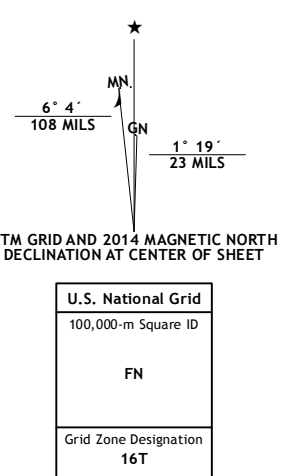 ★
MN.
GN
6° 4´
108 MILS
1° 19´
23 MILS
TM GRID AND 2014 MAGNETIC NORTH
DECLINATION AT CENTER OF SHEET
U.S. National Grid
100,000-m Square ID
FN
Grid Zone Designation
16T